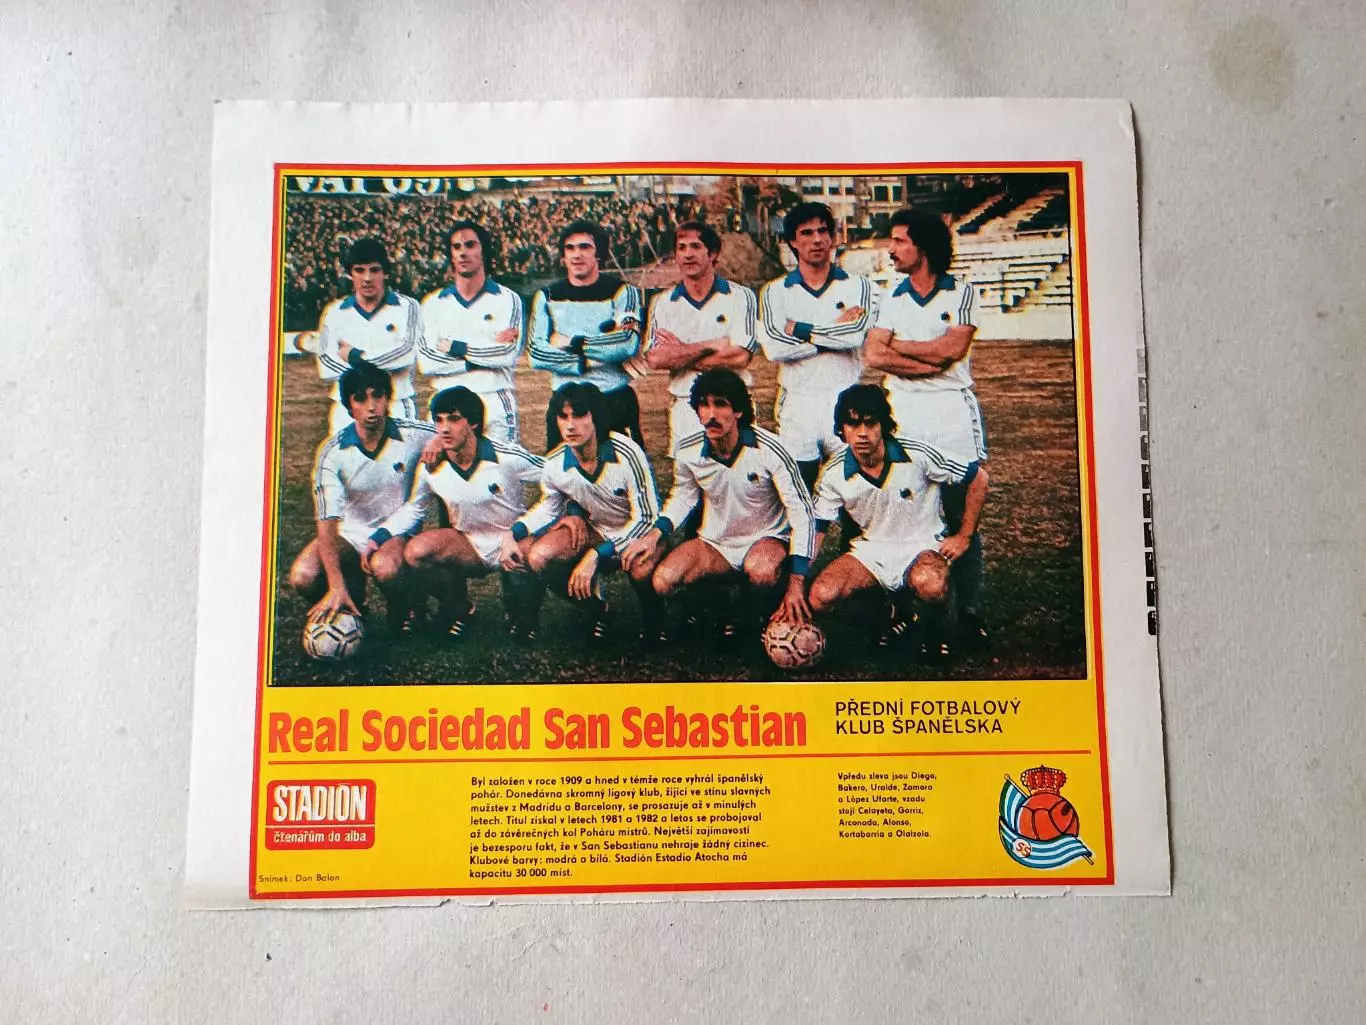 Real Sociedad San Sebastian
PŘEDNÍ FOTBALOVÝ
KLUB ŠPANĚLSKA
STADIÓN
čtenářům do alba
Snímek: Don Balon
Byl založen v roce 1909 a hned v témže roce vyhrál španělský
pohár. Donedávna skromný ligový klub, žijící ve stínu slavných
mužstev z Madridu a Barcelony, se prosazuje až v minulých
letech. Titul získal v letech 1981 a 1982 a letos se probojoval
až do závěrečných kol Poháru mistrů. Největší zajímavostí
je bezesporu fakt, že v San Sebastianu nehraje žádný cizinec.
Klubové barvy: modrá a bílá. Stadión Estadio Atocha má
kapacitu 30 000 míst.
Vpředu zleva jsou Diego,
Bakero, Uralde, Zamora
a López Ufarte, vzadu
stojí Celayeta, Gorriz,
Arconada, Alonso,
Kortabarria a Olaizola.
SS